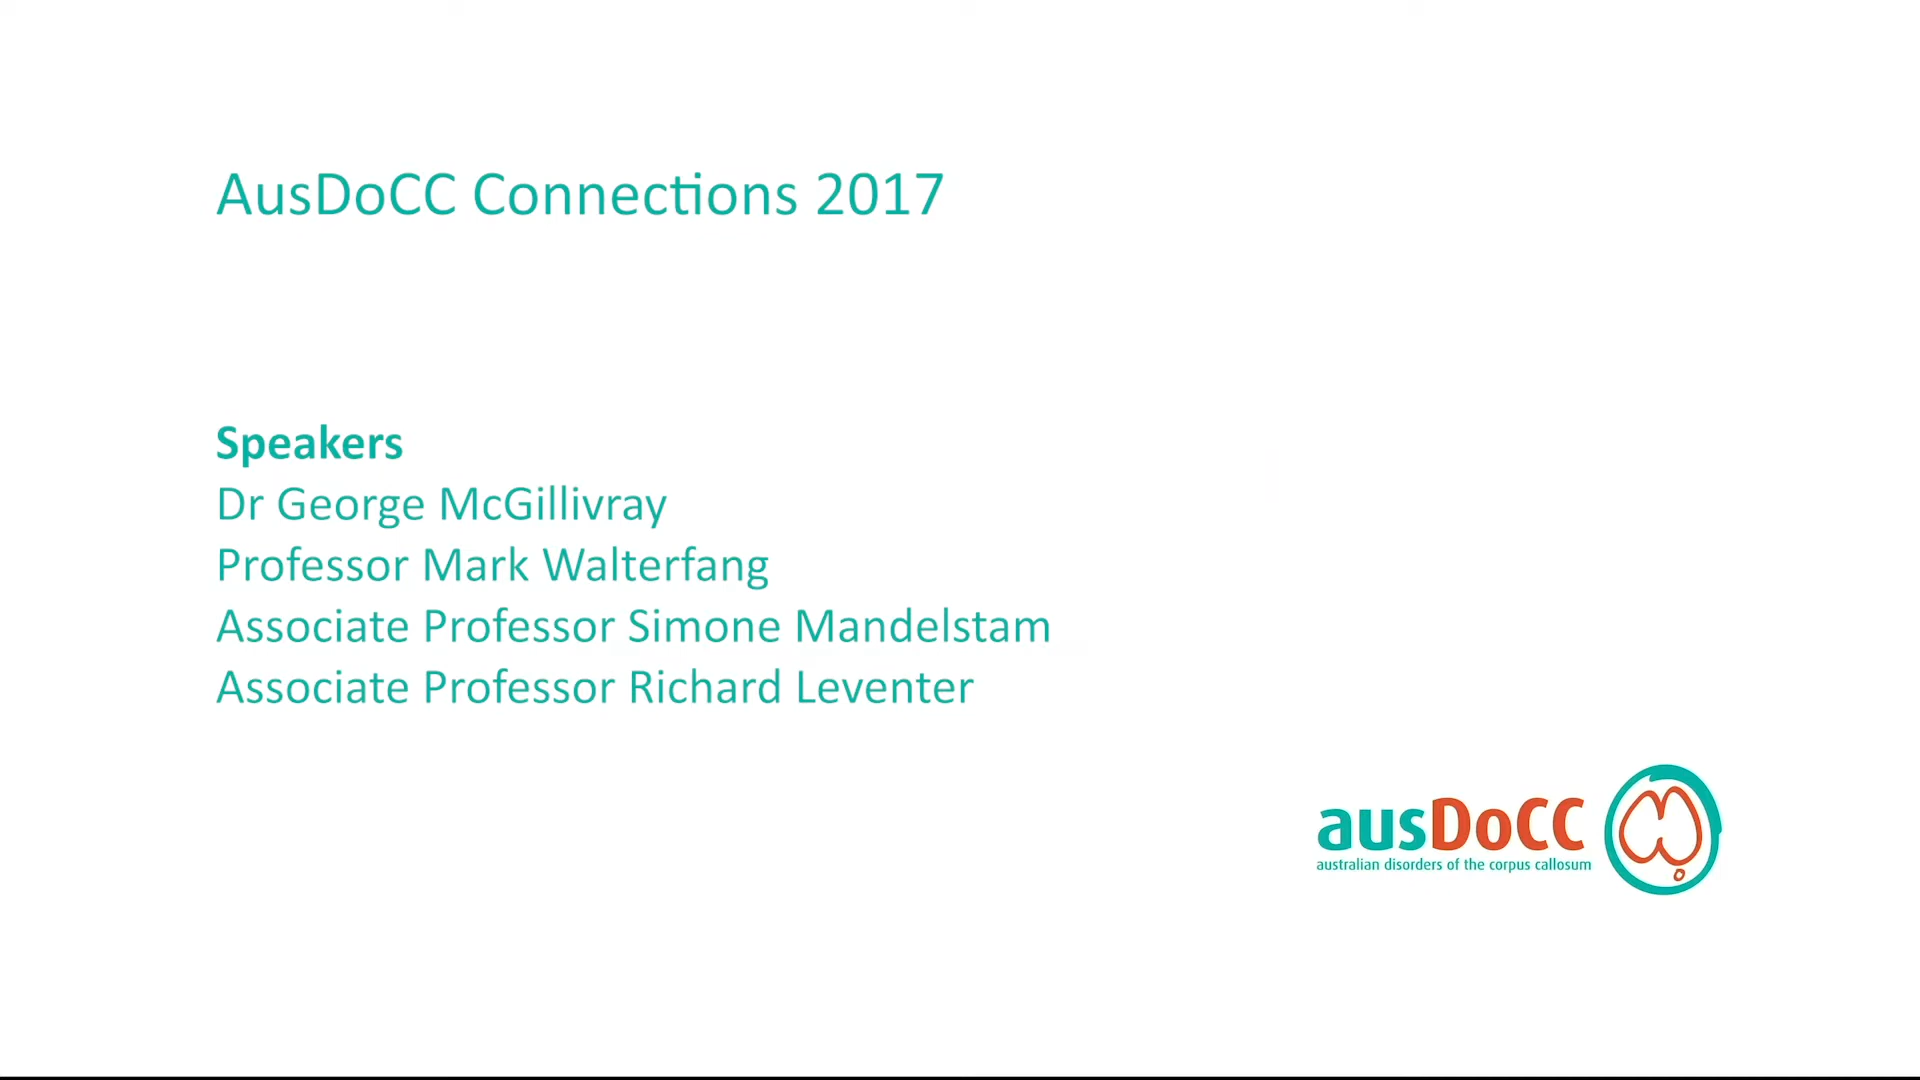 AusDoCC Connections 2017
Speakers
Dr George McGillivray
Professor Mark Walterfang
Associate Professor Simone Mandelstam
Associate Professor Richard Leventer
ausDoCC
australian disorders of the corpus callosum